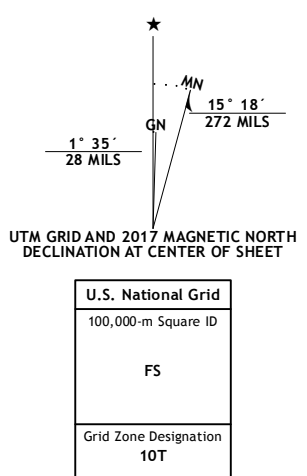 ★
MN
15° 18´
272 MILS
GN
1° 35´
28 MILS
UTM GRID AND 2017 MAGNETIC NORTH
DECLINATION AT CENTER OF SHEET
U.S. National Grid
100,000-m Square ID
FS
Grid Zone Designation
10T